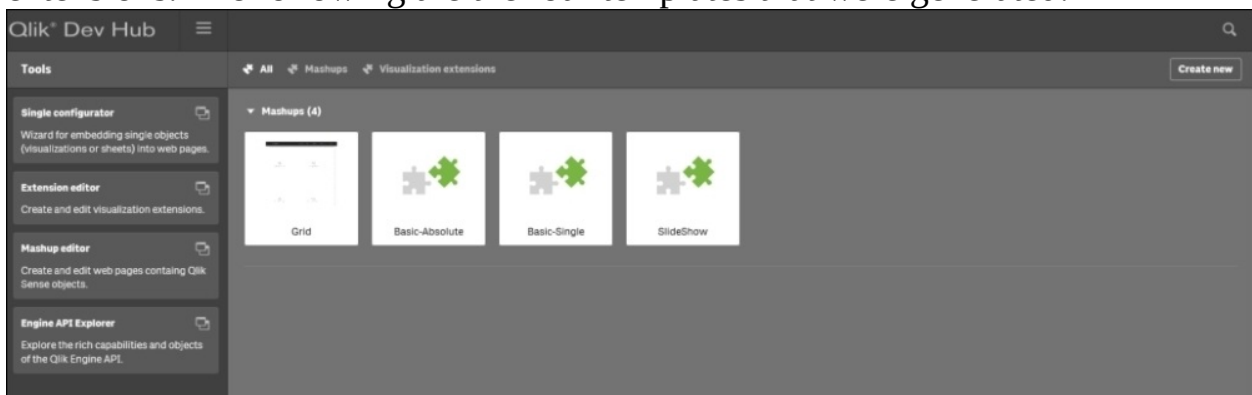 Qlik® Dev Hub
Tools
All Mashups Visualization extensions
Create new
Single configurator
Wizard for embedding single objects
(visualizations or sheets) into web pages.
Extension editor
Create and edit visualization extensions.
Mashup editor
Create and edit web pages containg Qlik
Sense objects.
Engine API Explorer
Explore the rich capabilities and objects
of the Qlik Engine API.
Mashups (4)
Grid
Basic-Absolute
Basic-Single
SlideShow